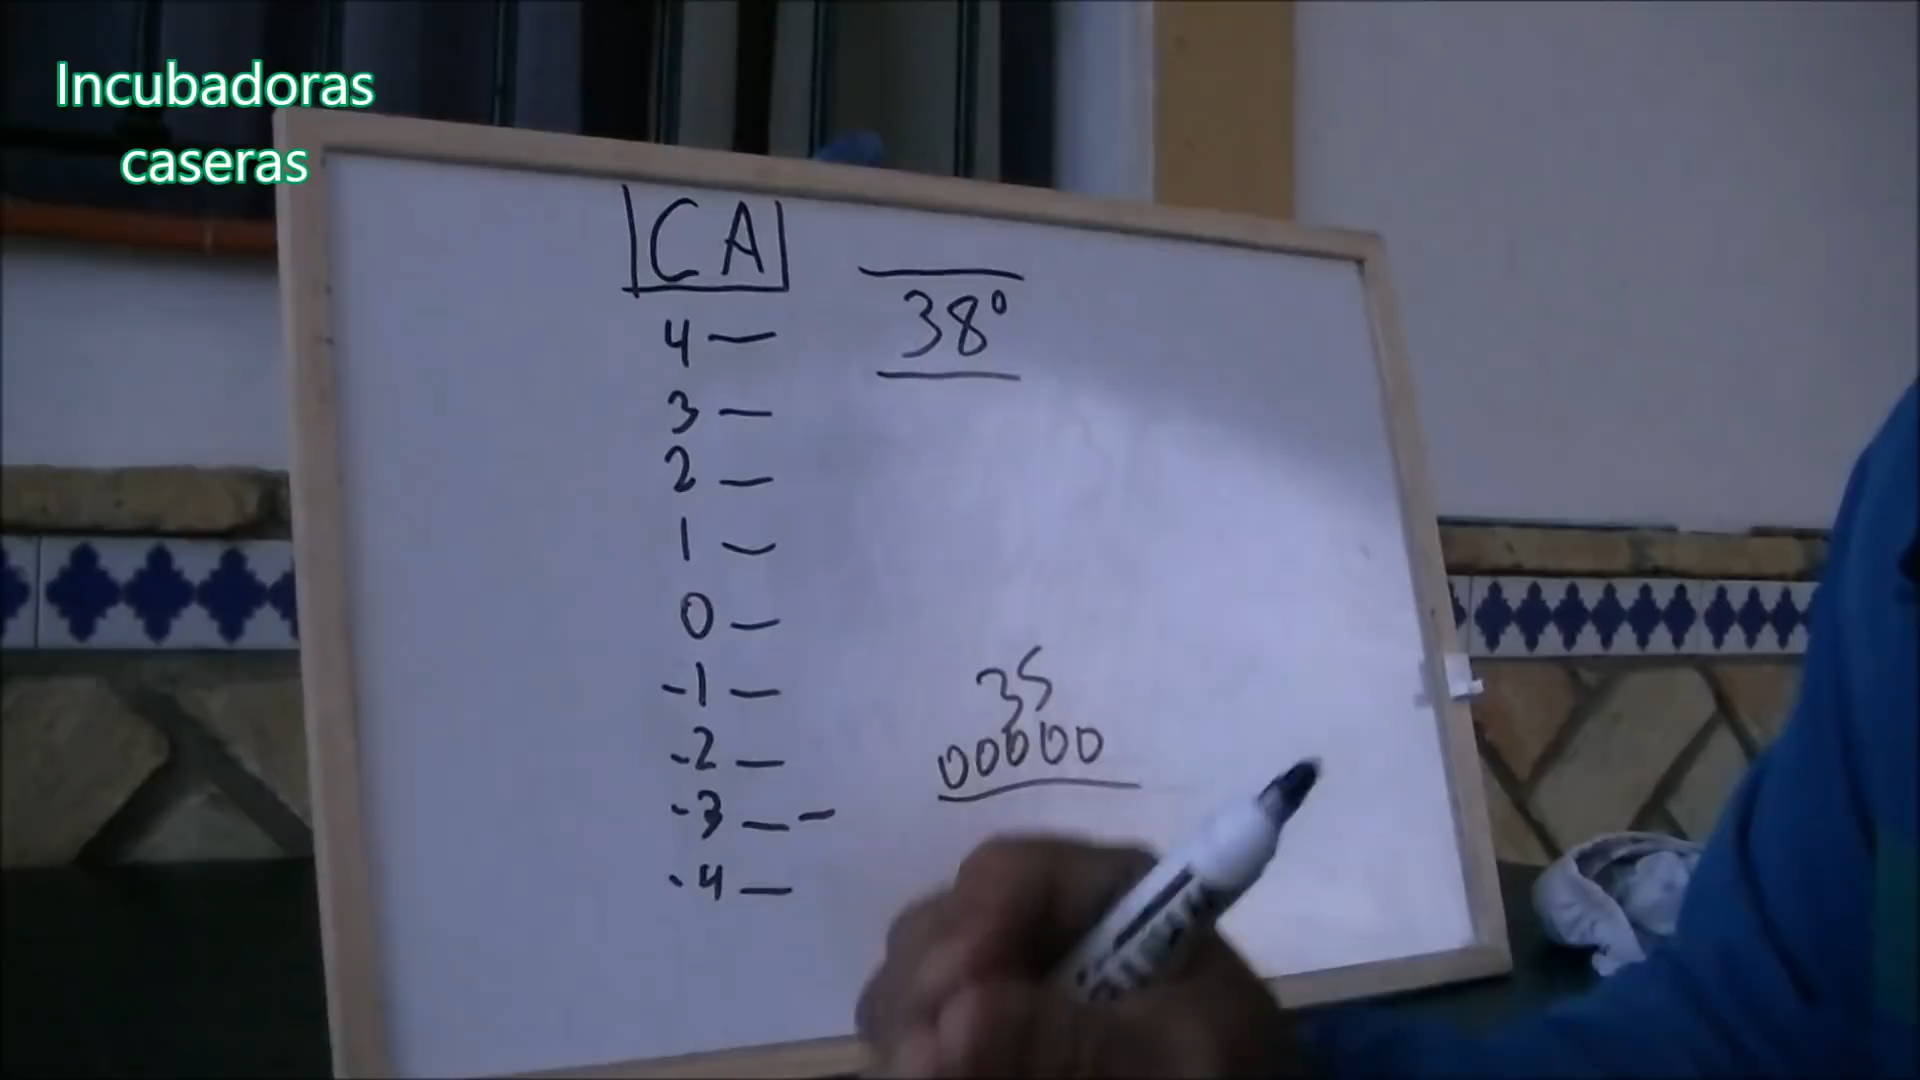 Incubadoras
caseras
CA
4 —
3 —
2 —
1 —
0 —
-1 —
-2 —
-3 — -
-4 —
38°
35
00000